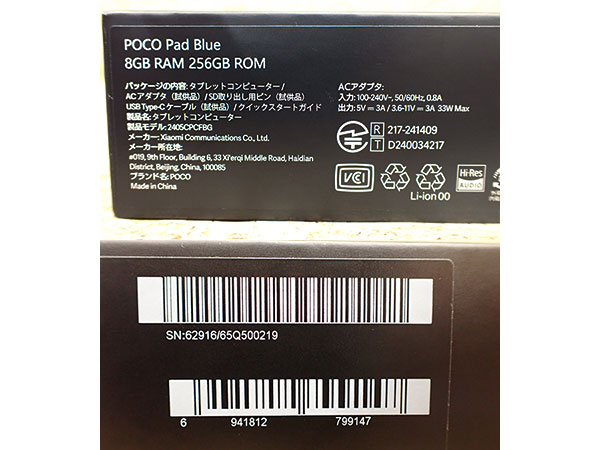 POCO Pad Blue
8GB RAM 256GB ROM
パッケージの内容: タブレットコンピューター /
ACアダプタ（試供品）/ SD取り出し用ピン（試供品）
USB Type-C ケーブル（試供品）/ クイックスタートガイド
製品名: タブレットコンピューター
製品モデル: 2405CPCFBG
メーカー: Xiaomi Communications Co., Ltd.
メーカー所在地:
#019, 9th Floor, Building 6, 33 Xi'erqi Middle Road, Haidian
District, Beijing, China, 100085
ブランド名: POCO
Made in China
ACアダプタ:
入力: 100-240V~, 50/60Hz, 0.8A
出力: 5V⎓3A / 3.6-11V⎓3A 33W Max
R 217-241409
T D240034217
VCCI
Li-ion 00
Hi-Res
AUDIO
SN:62916/65Q500219
6 941812 799147